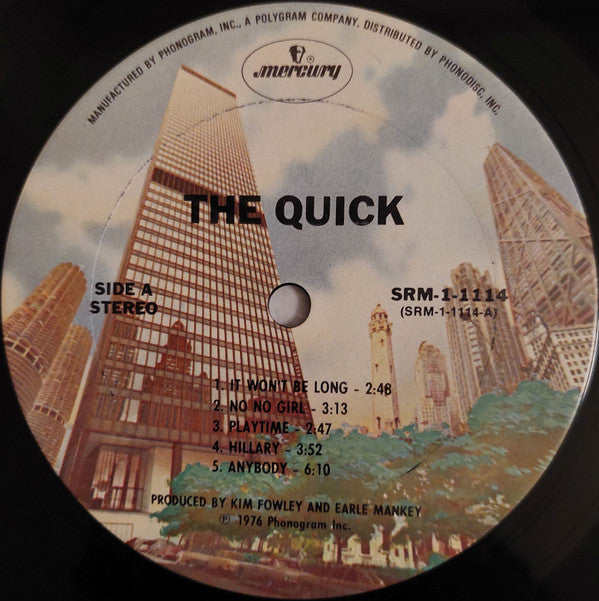 MANUFACTURED BY PHONOGRAM, INC., A POLYGRAM COMPANY. DISTRIBUTED BY PHONODISC, INC.
mercury
®
THE QUICK
SIDE A
STEREO
SRM-1-1114
(SRM-1-1114-A)
1. IT WON'T BE LONG - 2:48
2. NO NO GIRL - 3:13
3. PLAYTIME - 2:47
4. HILLARY - 3:52
5. ANYBODY - 6:10
PRODUCED BY KIM FOWLEY AND EARLE MANKEY
℗ 1976 Phonogram Inc.